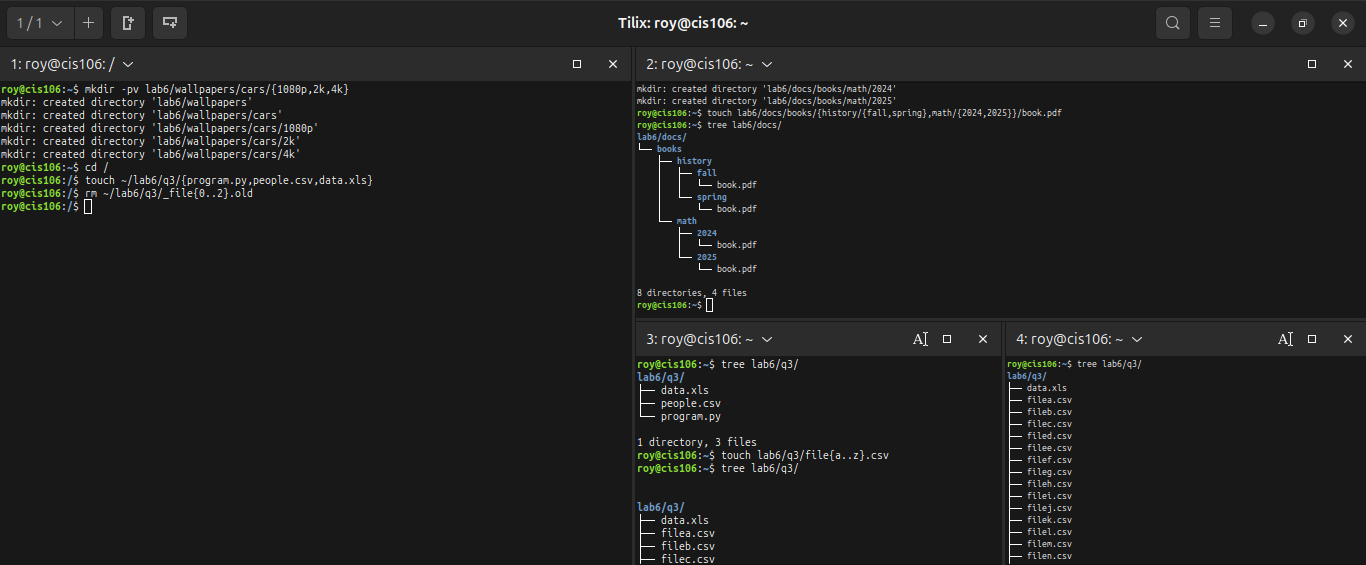 1 / 1
Tilix: roy@cis106: ~
1: roy@cis106: /
roy@cis106:~$ mkdir -pv lab6/wallpapers/cars/{1080p,2k,4k}
mkdir: created directory 'lab6/wallpapers'
mkdir: created directory 'lab6/wallpapers/cars'
mkdir: created directory 'lab6/wallpapers/cars/1080p'
mkdir: created directory 'lab6/wallpapers/cars/2k'
mkdir: created directory 'lab6/wallpapers/cars/4k'
roy@cis106:~$ cd /
roy@cis106:/$ touch ~/lab6/q3/{program.py,people.csv,data.xls}
roy@cis106:/$ rm ~/lab6/q3/_file{0..2}.old
roy@cis106:/$
2: roy@cis106: ~
mkdir: created directory 'lab6/docs/books/math/2024'
mkdir: created directory 'lab6/docs/books/math/2025'
roy@cis106:~$ touch lab6/docs/books/{history/{fall,spring},math/{2024,2025}}/book.pdf
roy@cis106:~$ tree lab6/docs/
lab6/docs/
└── books
    ├── history
    │   ├── fall
    │   │   └── book.pdf
    │   └── spring
    │       └── book.pdf
    └── math
        ├── 2024
        │   └── book.pdf
        └── 2025
            └── book.pdf
8 directories, 4 files
roy@cis106:~$
3: roy@cis106: ~
roy@cis106:~$ tree lab6/q3/
lab6/q3/
├── data.xls
├── people.csv
└── program.py
1 directory, 3 files
roy@cis106:~$ touch lab6/q3/file{a..z}.csv
roy@cis106:~$ tree lab6/q3/
lab6/q3/
├── data.xls
├── filea.csv
├── fileb.csv
├── filec.csv
4: roy@cis106: ~
roy@cis106:~$ tree lab6/q3/
lab6/q3/
├── data.xls
├── filea.csv
├── fileb.csv
├── filec.csv
├── filed.csv
├── filee.csv
├── filef.csv
├── fileg.csv
├── fileh.csv
├── filei.csv
├── filej.csv
├── filek.csv
├── filel.csv
├── filem.csv
├── filen.csv